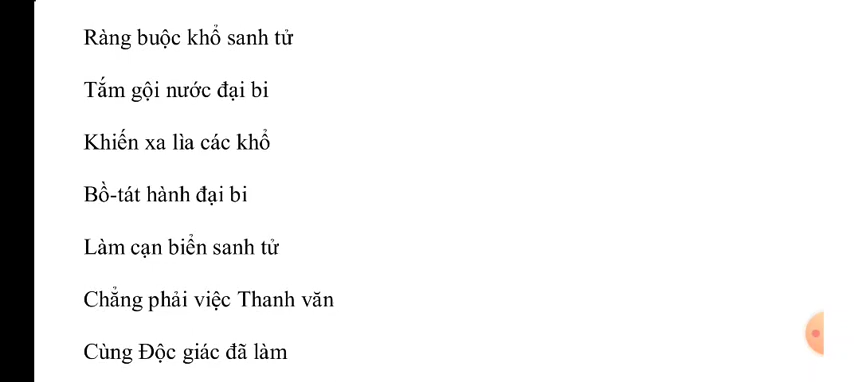 Ràng buộc khổ sanh tử
Tắm gội nước đại bi
Khiến xa lìa các khổ
Bồ-tát hành đại bi
Làm cạn biển sanh tử
Chẳng phải việc Thanh văn
Cùng Độc giác đã làm